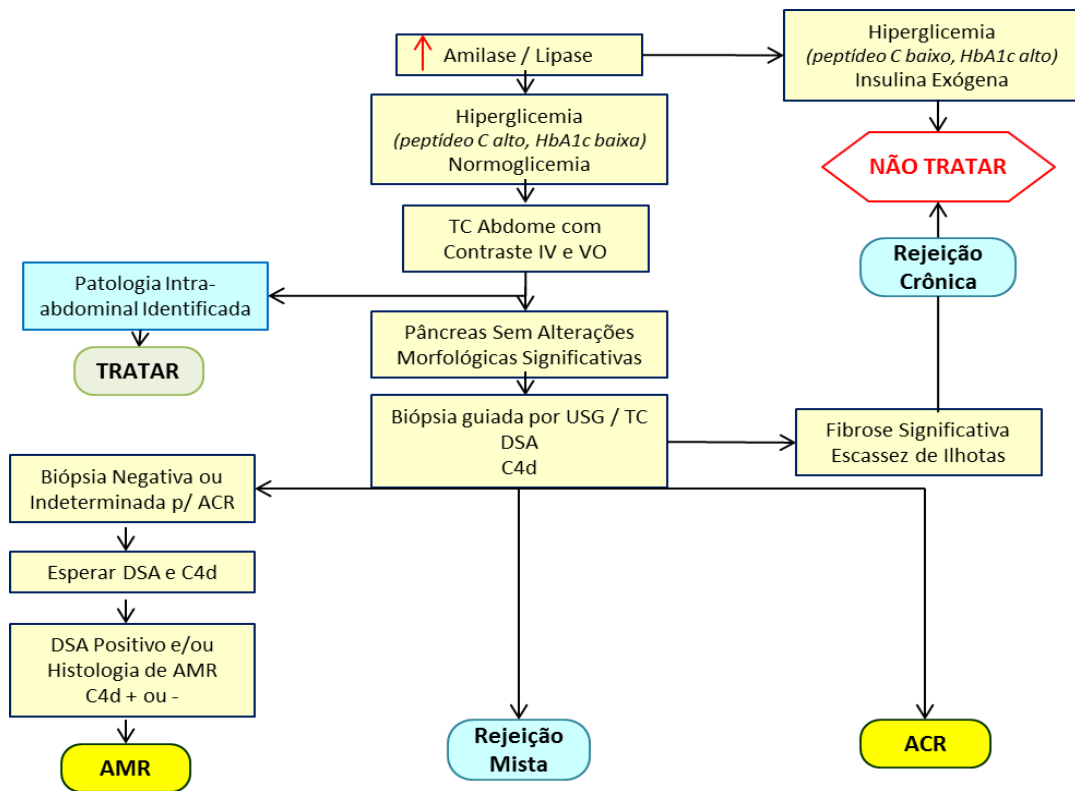 Amilase / Lipase
Hiperglicemia
(peptídeo C baixo, HbA1c alto)
Insulina Exógena
Hiperglicemia
(peptídeo C alto, HbA1c baixa)
Normoglicemia
NÃO TRATAR
TC Abdome com
Contraste IV e VO
Rejeição
Crônica
Patologia Intra-
abdominal Identificada
TRATAR
Pâncreas Sem Alterações
Morfológicas Significativas
Biópsia guiada por USG / TC
DSA
C4d
Fibrose Significativa
Escassez de Ilhotas
Biópsia Negativa ou
Indeterminada p/ ACR
Esperar DSA e C4d
DSA Positivo e/ou
Histologia de AMR
C4d + ou -
AMR
Rejeição
Mista
ACR